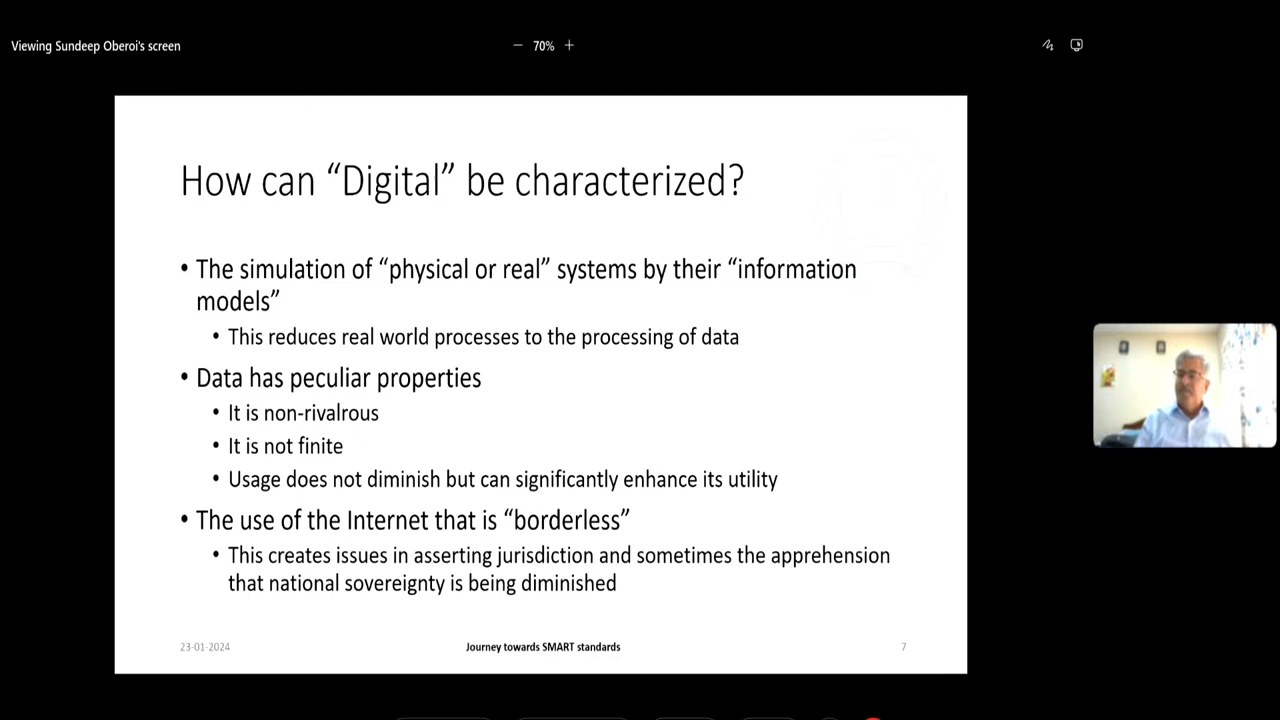 Viewing Sundeep Oberoi's screen
− 70% +
How can “Digital” be characterized?
• The simulation of “physical or real” systems by their “information
models”
• This reduces real world processes to the processing of data
• Data has peculiar properties
• It is non-rivalrous
• It is not finite
• Usage does not diminish but can significantly enhance its utility
• The use of the Internet that is “borderless”
• This creates issues in asserting jurisdiction and sometimes the apprehension
that national sovereignty is being diminished
23-01-2024 Journey towards SMART standards 7